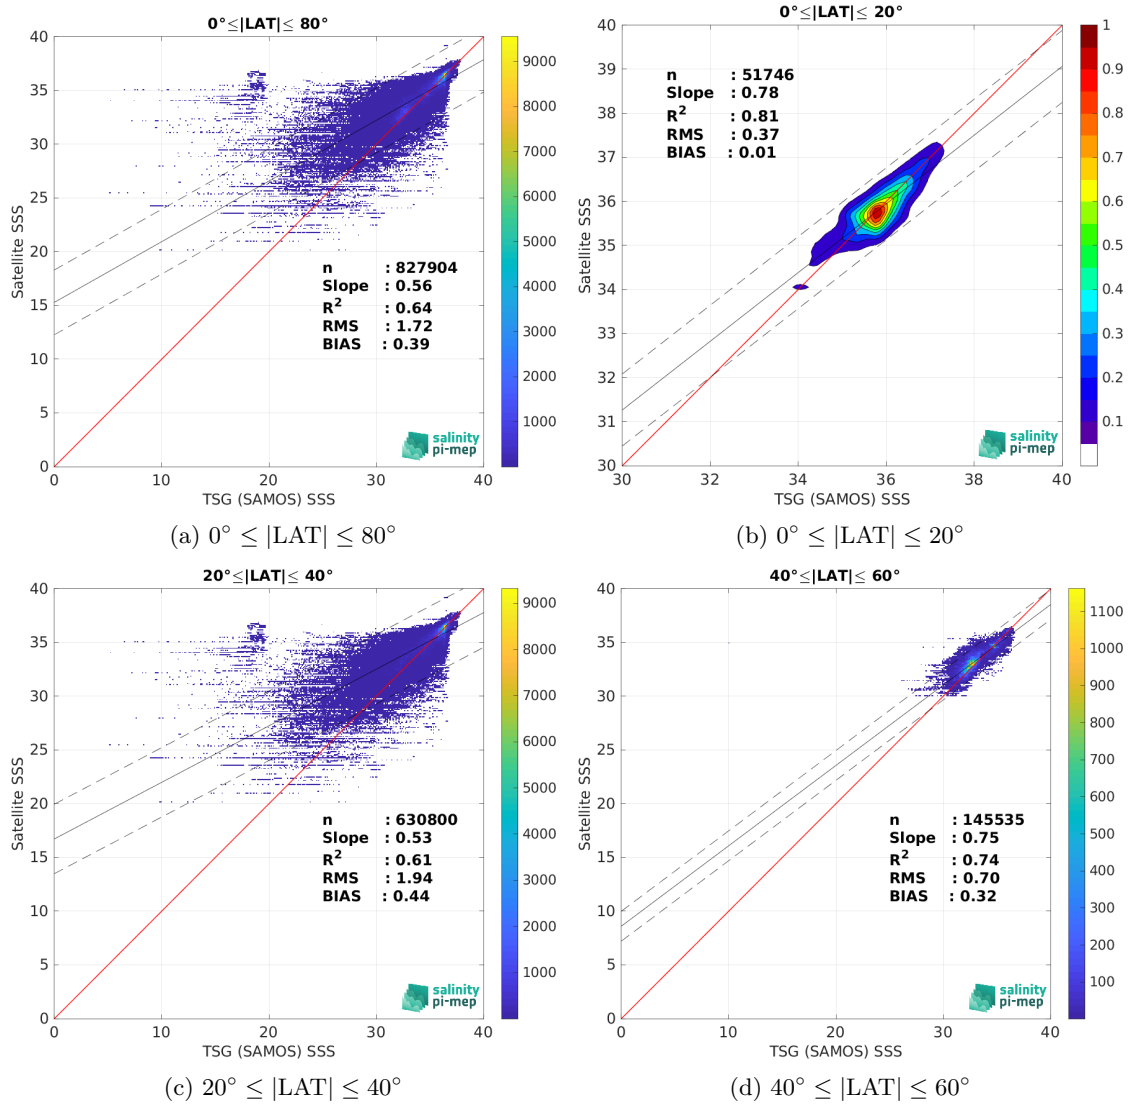 0°≤|LAT|≤ 80°
40
35
30
25
20
15
10
5
0
Satellite SSS
n : 827904
Slope : 0.56
R² : 0.64
RMS : 1.72
BIAS : 0.39
salinity
pi-mep
0 10 20 30 40
TSG (SAMOS) SSS
9000
8000
7000
6000
5000
4000
3000
2000
1000
(a) 0° ≤ |LAT| ≤ 80°
0°≤|LAT|≤ 20°
40
39
38
37
36
35
34
33
32
31
30
Satellite SSS
n : 51746
Slope : 0.78
R² : 0.81
RMS : 0.37
BIAS : 0.01
salinity
pi-mep
30 32 34 36 38 40
TSG (SAMOS) SSS
1
0.9
0.8
0.7
0.6
0.5
0.4
0.3
0.2
0.1
(b) 0° ≤ |LAT| ≤ 20°
20°≤|LAT|≤ 40°
40
35
30
25
20
15
10
5
0
Satellite SSS
n : 630800
Slope : 0.53
R² : 0.61
RMS : 1.94
BIAS : 0.44
salinity
pi-mep
0 10 20 30 40
TSG (SAMOS) SSS
9000
8000
7000
6000
5000
4000
3000
2000
1000
(c) 20° ≤ |LAT| ≤ 40°
40°≤|LAT|≤ 60°
40
35
30
25
20
15
10
5
0
Satellite SSS
n : 145535
Slope : 0.75
R² : 0.74
RMS : 0.70
BIAS : 0.32
salinity
pi-mep
0 10 20 30 40
TSG (SAMOS) SSS
1100
1000
900
800
700
600
500
400
300
200
100
(d) 40° ≤ |LAT| ≤ 60°